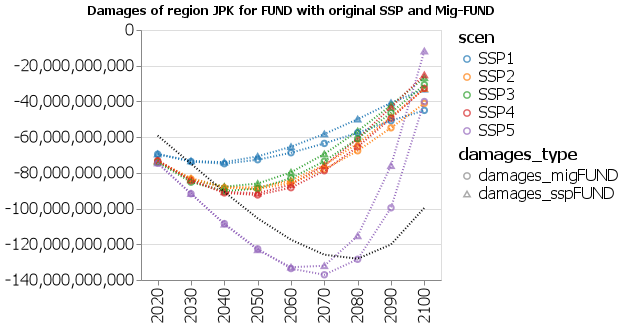 Damages of region JPK for FUND with original SSP and Mig-FUND
0
-20,000,000,000
-40,000,000,000
-60,000,000,000
-80,000,000,000
-100,000,000,000
-120,000,000,000
-140,000,000,000
2020
2030
2040
2050
2060
2070
2080
2090
2100
scen
SSP1
SSP2
SSP3
SSP4
SSP5
damages_type
damages_migFUND
damages_sspFUND